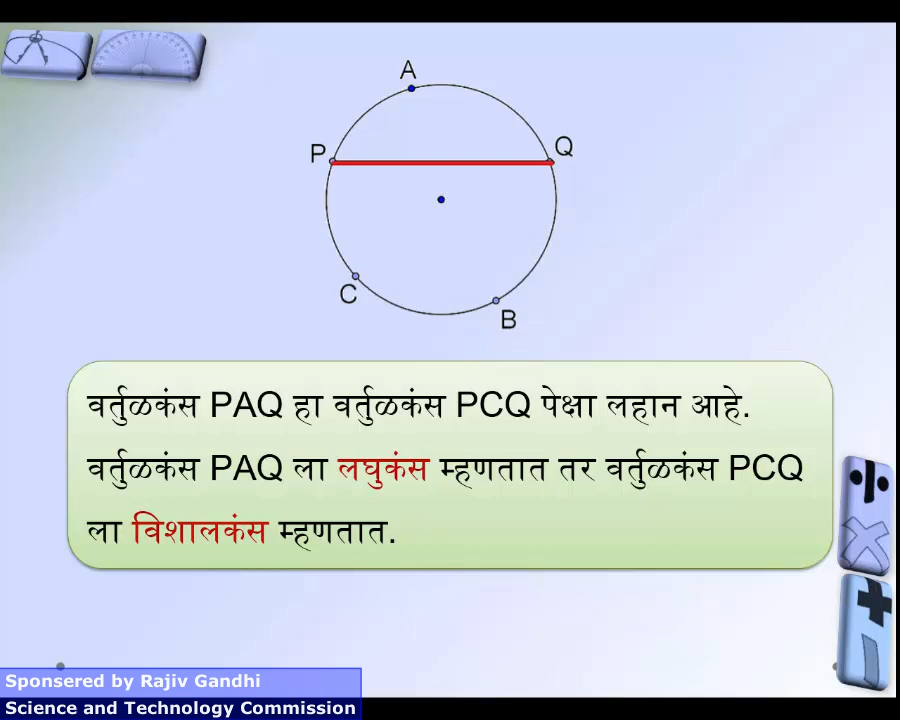 A
P
Q
C
B
वर्तुळकंस PAQ हा वर्तुळकंस PCQ पेक्षा लहान आहे.
वर्तुळकंस PAQ ला लघुकंस म्हणतात तर वर्तुळकंस PCQ
ला विशालकंस म्हणतात.
Sponsered by Rajiv Gandhi
Science and Technology Commission